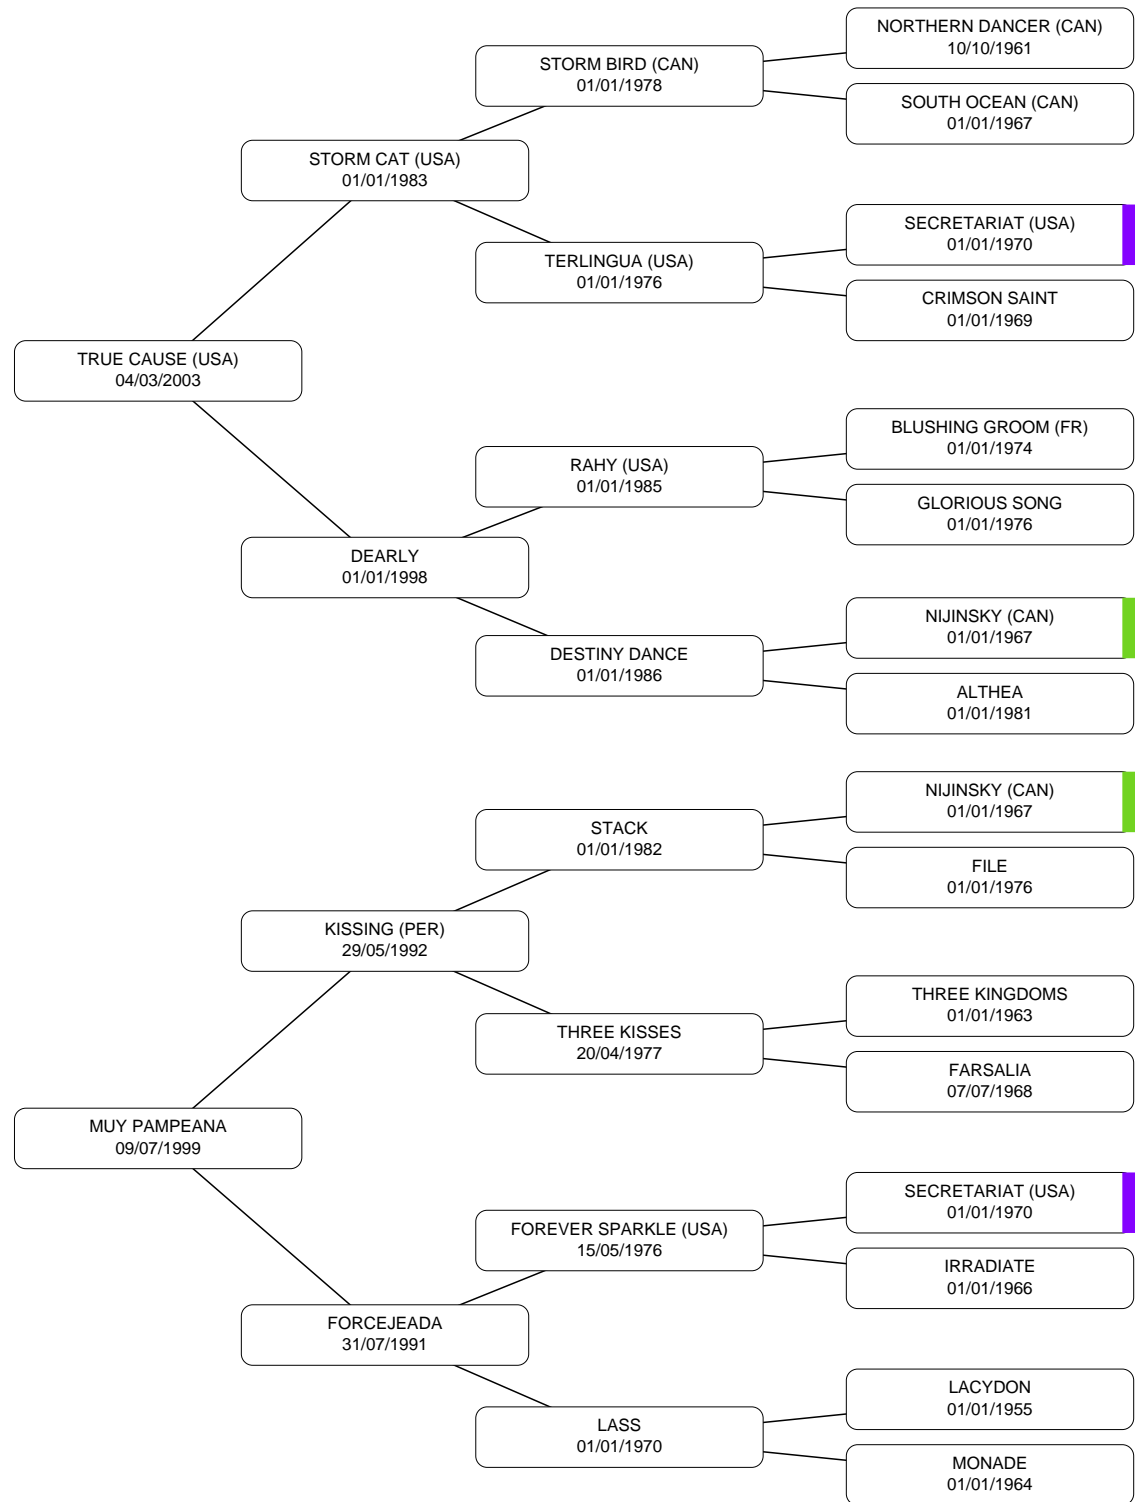 NORTHERN DANCER (CAN)
10/10/1961
STORM BIRD (CAN)
01/01/1978
SOUTH OCEAN (CAN)
01/01/1967
STORM CAT (USA)
01/01/1983
SECRETARIAT (USA)
01/01/1970
TERLINGUA (USA)
01/01/1976
CRIMSON SAINT
01/01/1969
TRUE CAUSE (USA)
04/03/2003
BLUSHING GROOM (FR)
01/01/1974
RAHY (USA)
01/01/1985
GLORIOUS SONG
01/01/1976
DEARLY
01/01/1998
NIJINSKY (CAN)
01/01/1967
DESTINY DANCE
01/01/1986
ALTHEA
01/01/1981
NIJINSKY (CAN)
01/01/1967
STACK
01/01/1982
FILE
01/01/1976
KISSING (PER)
29/05/1992
THREE KINGDOMS
01/01/1963
THREE KISSES
20/04/1977
FARSALIA
07/07/1968
MUY PAMPEANA
09/07/1999
SECRETARIAT (USA)
01/01/1970
FOREVER SPARKLE (USA)
15/05/1976
IRRADIATE
01/01/1966
FORCEJEADA
31/07/1991
LACYDON
01/01/1955
LASS
01/01/1970
MONADE
01/01/1964